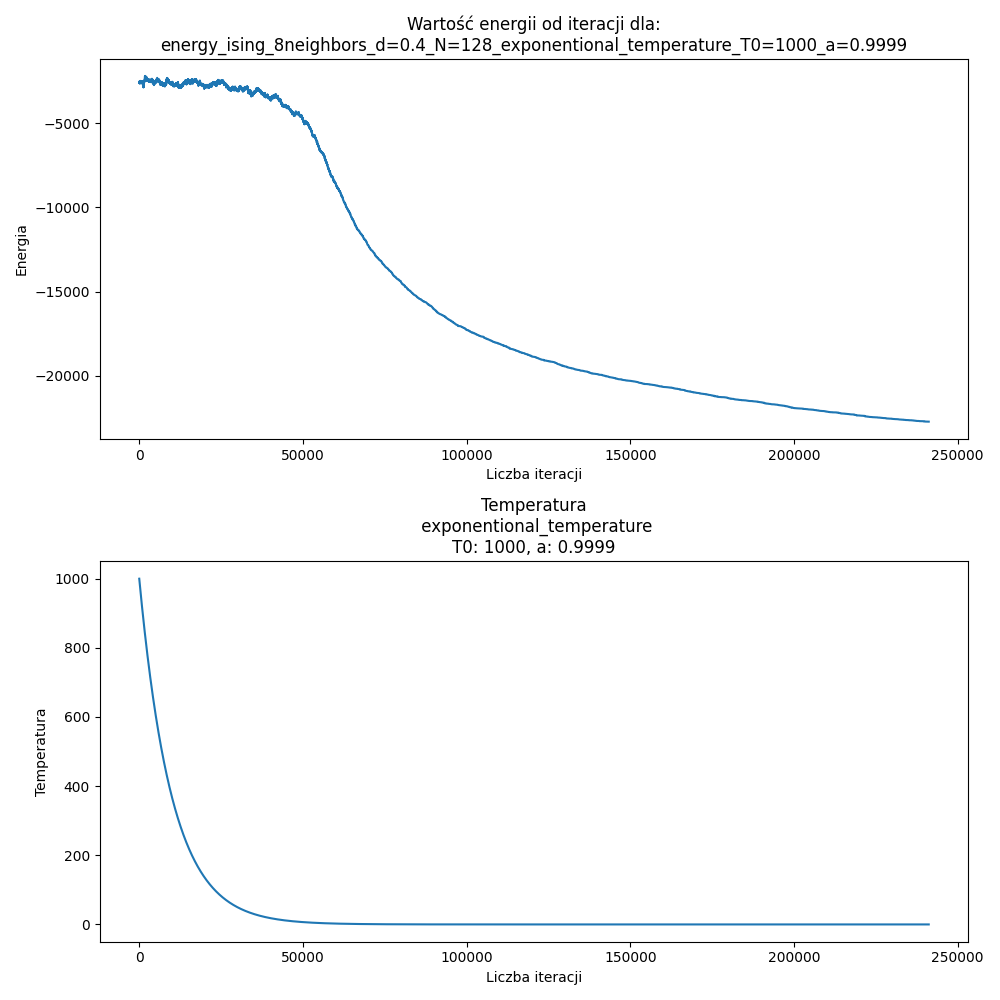 Wartość energii od iteracji dla:
energy_ising_8neighbors_d=0.4_N=128_exponential_temperature_T0=1000_a=0.9999
−5000
−10000
−15000
−20000
Energia
0 50000 100000 150000 200000 250000
Liczba iteracji
Temperatura
exponential_temperature
T0: 1000, a: 0.9999
1000
800
600
400
200
0
Temperatura
0 50000 100000 150000 200000 250000
Liczba iteracji